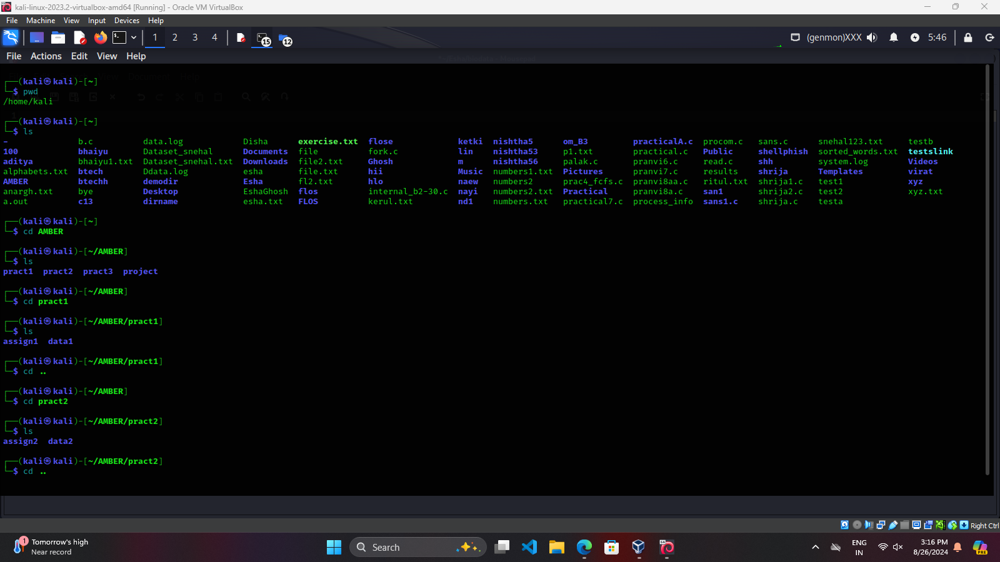 kali-linux-2023.2-virtualbox-amd64 [Running] - Oracle VM VirtualBox
File Machine View Input Devices Help
1 2 3 4 15 12 (genmon)XXX 5:46
File Actions Edit View Help
┌──(kali㉿kali)-[~]
└─$ pwd
/home/kali
┌──(kali㉿kali)-[~]
└─$ ls
- b.c data.log Disha exercise.txt flose ketki nishtha5 om_B3 practicalA.c procom.c sans.c snehal123.txt testb
100 bhaiyu Dataset_snehal Documents file fork.c lin nishtha53 p1.txt practical.c Public shellphish sorted_words.txt testslink
aditya bhaiyu1.txt Dataset_snehal.txt Downloads file2.txt Ghosh m nishtha56 palak.c pranvi6.c read.c shh system.log Videos
alphabets.txt btech Ddata.log esha file.txt hii Music numbers1.txt Pictures pranvi7.c results shrija Templates virat
AMBER btechh demodir Esha fl2.txt hlo naew numbers2 prac4_fcfs.c pranvi8aa.c ritul.txt shrija1.c test1 xyz
anargh.txt bye Desktop EshaGhosh flos internal_b2-30.c nayi numbers2.txt Practical pranvi8a.c san1 shrija2.c test2 xyz.txt
a.out c13 dirname esha.txt FLOS kerul.txt nd1 numbers.txt practical7.c process_info sans1.c shrija.c testa
┌──(kali㉿kali)-[~]
└─$ cd AMBER
┌──(kali㉿kali)-[~/AMBER]
└─$ ls
pract1 pract2 pract3 project
┌──(kali㉿kali)-[~/AMBER]
└─$ cd pract1
┌──(kali㉿kali)-[~/AMBER/pract1]
└─$ ls
assign1 data1
┌──(kali㉿kali)-[~/AMBER/pract1]
└─$ cd ..
┌──(kali㉿kali)-[~/AMBER]
└─$ cd pract2
┌──(kali㉿kali)-[~/AMBER/pract2]
└─$ ls
assign2 data2
┌──(kali㉿kali)-[~/AMBER/pract2]
└─$ cd ..
Right Ctrl
1 Tomorrow's high
Near record
Search
ENG
IN
3:16 PM
8/26/2024
PRE